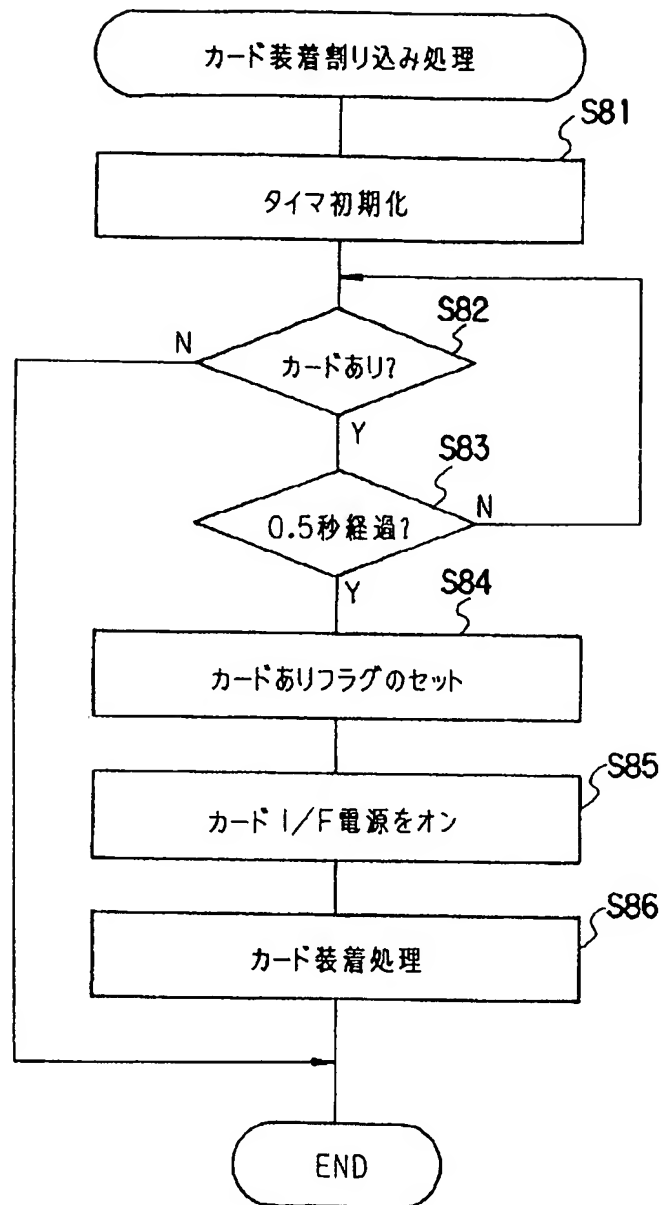 カード装着割り込み処理
S81
タイマ初期化
S82
N
カードあり?
Y
S83
0.5秒経過?
N
Y
S84
カードありフラグのセット
S85
カード I/F電源をオン
S86
カード装着処理
END